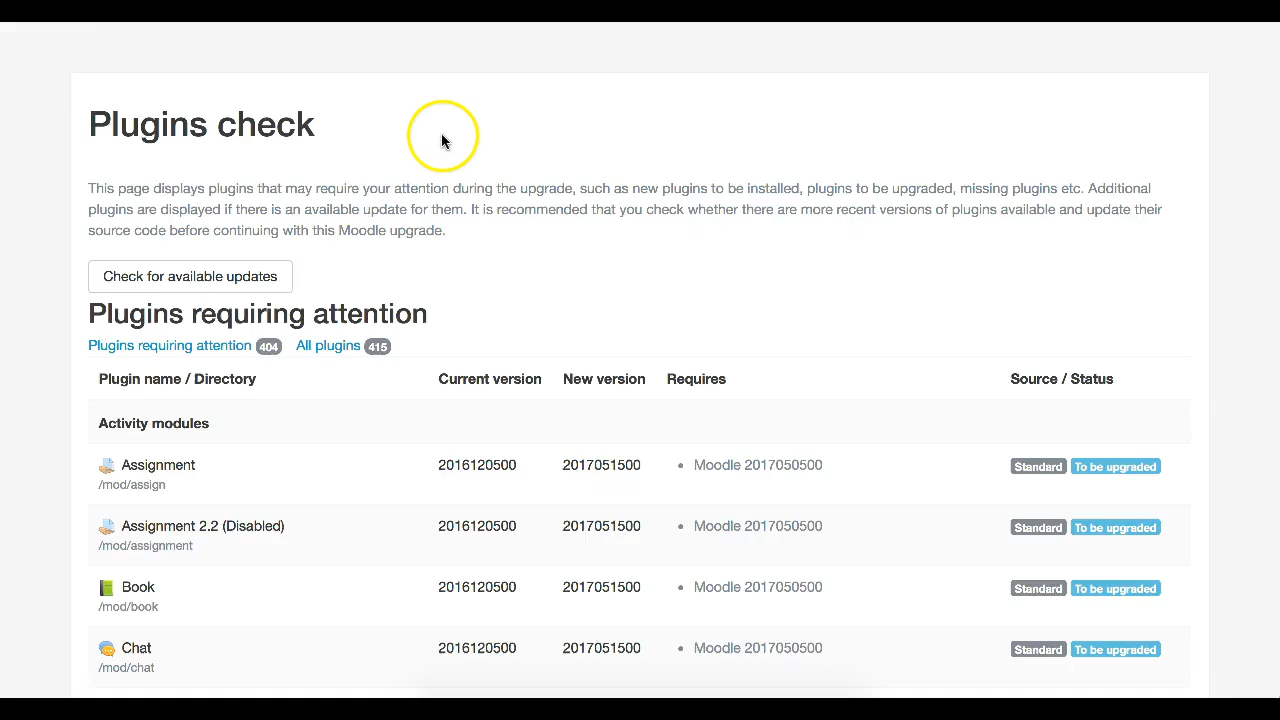 Plugins check
This page displays plugins that may require your attention during the upgrade, such as new plugins to be installed, plugins to be upgraded, missing plugins etc. Additional
plugins are displayed if there is an available update for them. It is recommended that you check whether there are more recent versions of plugins available and update their
source code before continuing with this Moodle upgrade.
Check for available updates
Plugins requiring attention
Plugins requiring attention 404 All plugins 415
Plugin name / Directory Current version New version Requires Source / Status
Activity modules
Assignment 2016120500 2017051500 • Moodle 2017050500 Standard To be upgraded
/mod/assign
Assignment 2.2 (Disabled) 2016120500 2017051500 • Moodle 2017050500 Standard To be upgraded
/mod/assignment
Book 2016120500 2017051500 • Moodle 2017050500 Standard To be upgraded
/mod/book
Chat 2016120500 2017051500 • Moodle 2017050500 Standard To be upgraded
/mod/chat